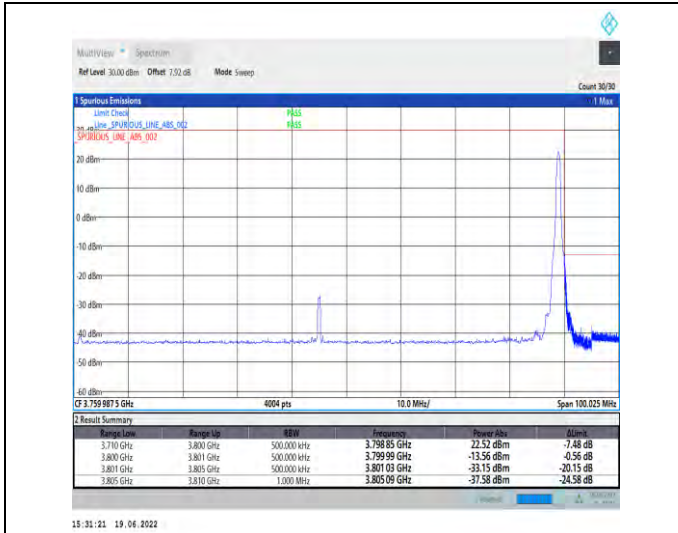 MultiView Spectrum
Ref Level 30.00 dBm Offset 7.92 dB Mode Sweep
Count 30/30
1 Spurious Emissions 1 Max
Limit Check PASS
Line _SPURIOUS_LINE_ABS_002 PASS
_SPURIOUS_LINE_ABS_002
20 dBm
10 dBm
0 dBm
-10 dBm
-20 dBm
-30 dBm
-40 dBm
-50 dBm
-60 dBm
CF 3.759 987 5 GHz 4004 pts 10.0 MHz/ Span 100.025 MHz
2 Result Summary
Range Low Range Up RBW Frequency Power Abs ΔLimit
3.710 GHz 3.800 GHz 500.000 kHz 3.798 85 GHz 22.52 dBm -7.48 dB
3.800 GHz 3.801 GHz 500.000 kHz 3.799 99 GHz -13.56 dBm -0.56 dB
3.801 GHz 3.805 GHz 500.000 kHz 3.801 03 GHz -33.15 dBm -20.15 dB
3.805 GHz 3.810 GHz 1.000 MHz 3.805 09 GHz -37.58 dBm -24.58 dB
15:31:21 19.06.2022